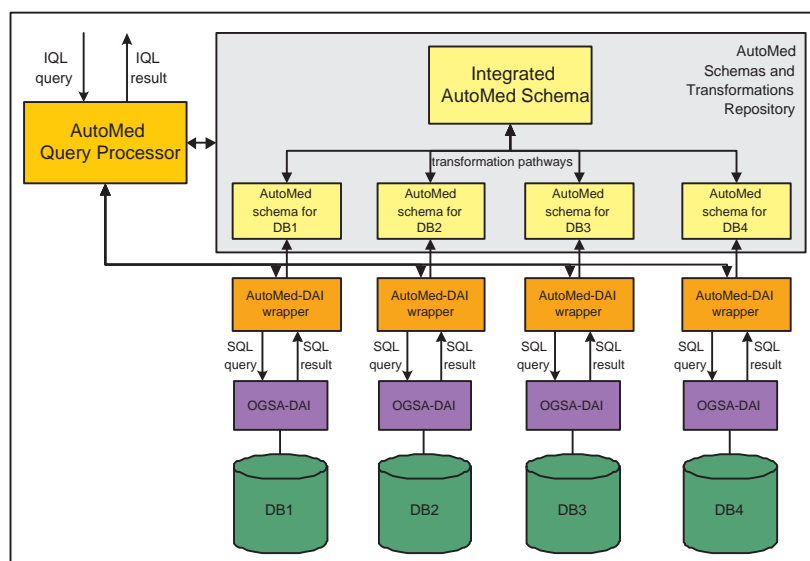 IQL
query
IQL
result
AutoMed
Schemas and
Transformations
Repository
Integrated
AutoMed Schema
AutoMed
Query Processor
transformation pathways
AutoMed
schema for
DB1
AutoMed
schema for
DB2
AutoMed
schema for
DB3
AutoMed
schema for
DB4
AutoMed-DAI
wrapper
AutoMed-DAI
wrapper
AutoMed-DAI
wrapper
AutoMed-DAI
wrapper
SQL
query
SQL
result
SQL
query
SQL
result
SQL
query
SQL
result
SQL
query
SQL
result
OGSA-DAI
OGSA-DAI
OGSA-DAI
OGSA-DAI
DB1
DB2
DB3
DB4